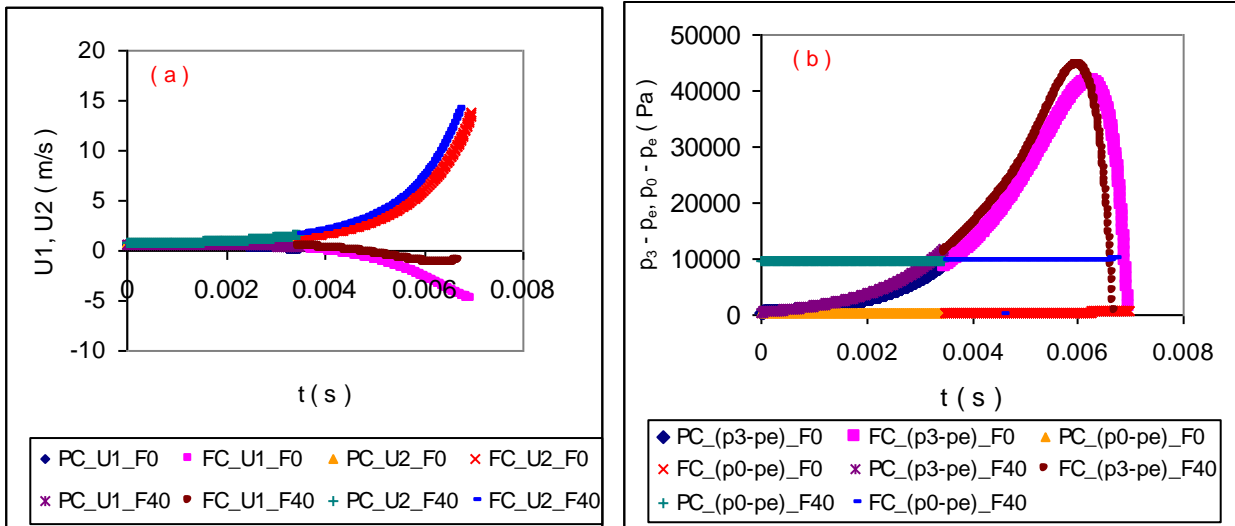 ( a )
20
15
10
5
0
-5
-10
0 0.002 0.004 0.006 0.008
U1, U2 ( m/s )
t ( s )
PC_U1_F0 FC_U1_F0 PC_U2_F0 FC_U2_F0
PC_U1_F40 FC_U1_F40 PC_U2_F40 FC_U2_F40
( b )
50000
40000
30000
20000
10000
0
0 0.002 0.004 0.006 0.008
p3 - pe, p0 - pe ( Pa )
t ( s )
PC_(p3-pe)_F0 FC_(p3-pe)_F0 PC_(p0-pe)_F0
FC_(p0-pe)_F0 PC_(p3-pe)_F40 FC_(p3-pe)_F40
PC_(p0-pe)_F40 FC_(p0-pe)_F40